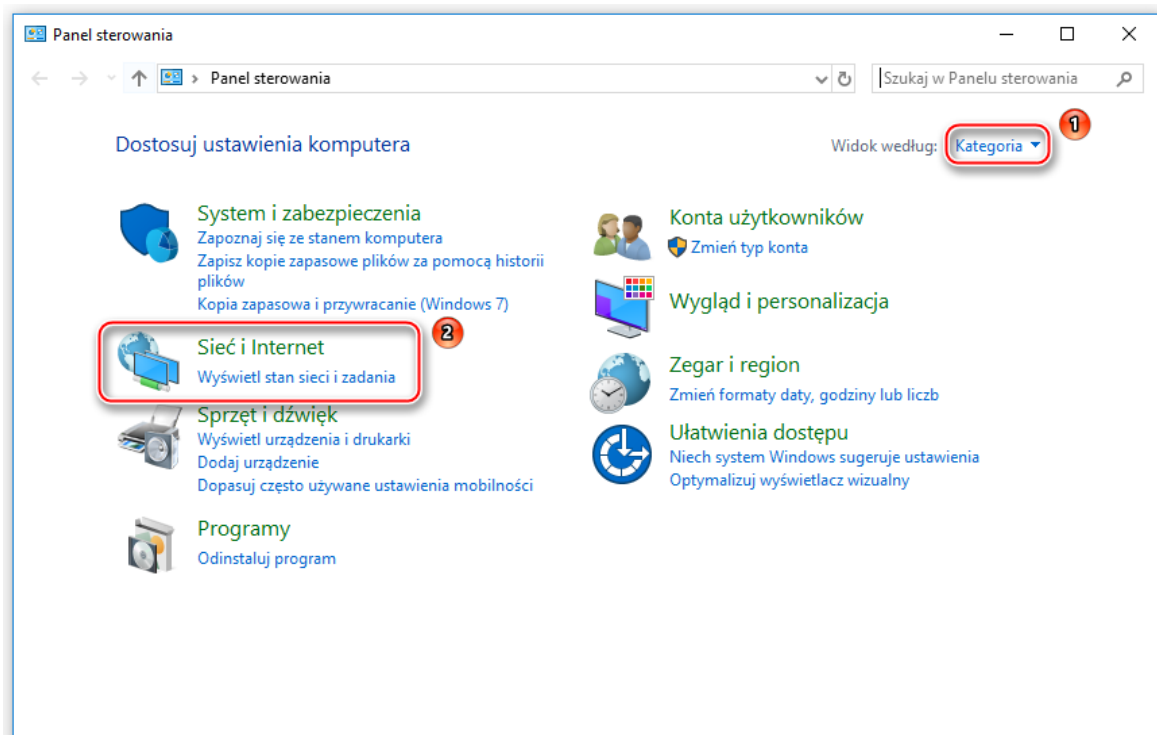 Panel sterowania
Panel sterowania
Szukaj w Panelu sterowania
Dostosuj ustawienia komputera
Widok według: Kategoria
1
System i zabezpieczenia
Zapoznaj się ze stanem komputera
Zapisz kopie zapasowe plików za pomocą historii
plików
Kopia zapasowa i przywracanie (Windows 7)
2
Sieć i Internet
Wyświetl stan sieci i zadania
Sprzęt i dźwięk
Wyświetl urządzenia i drukarki
Dodaj urządzenie
Dopasuj często używane ustawienia mobilności
Programy
Odinstaluj program
Konta użytkowników
Zmień typ konta
Wygląd i personalizacja
Zegar i region
Zmień formaty daty, godziny lub liczb
Ułatwienia dostępu
Niech system Windows sugeruje ustawienia
Optymalizuj wyświetlacz wizualny